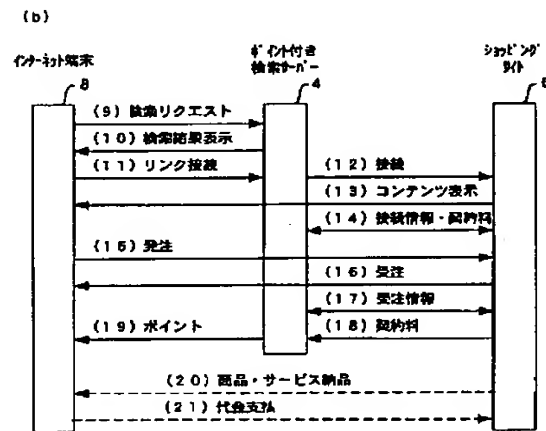 (b)
インターネット端末
ポイント付き
検索サーバー
ショッピング
サイト
8
4
6
(9) 検索リクエスト
(10) 検索結果表示
(11) リンク接続
(12) 接続
(13) コンテンツ表示
(14) 接続情報・契約料
(15) 発注
(16) 受注
(17) 受注情報
(18) 契約料
(19) ポイント
(20) 商品・サービス納品
(21) 代金支払